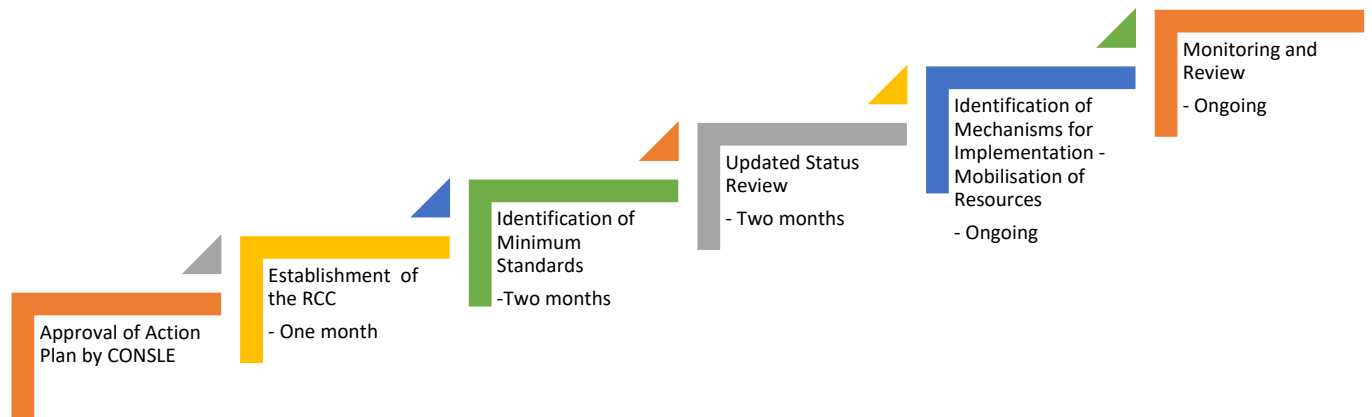 Approval of Action
Plan by CONSLE
Establishment  of
the RCC
- One month
Identification of
Minimum
Standards
-Two months
Updated Status
Review
- Two months
Identification of
Mechanisms for
Implementation -
Mobilisation of
Resources
- Ongoing
Monitoring and
Review
- Ongoing